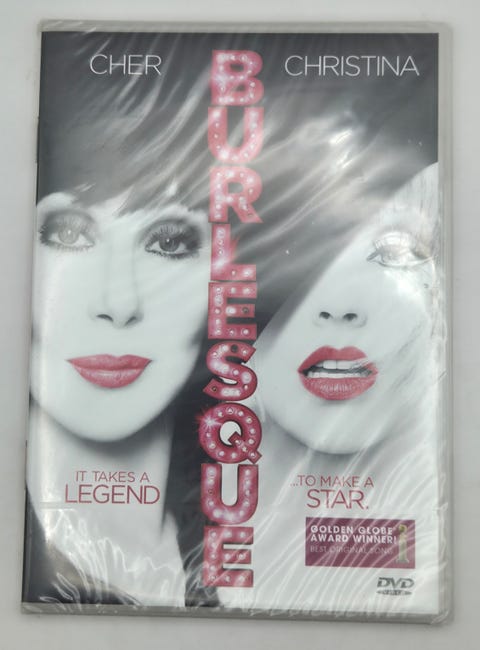 CHER
CHRISTINA
BURLESQUE
IT TAKES A
LEGEND
...TO MAKE A
STAR.
GOLDEN GLOBE®
AWARD WINNER!
BEST ORIGINAL SONG
DVD